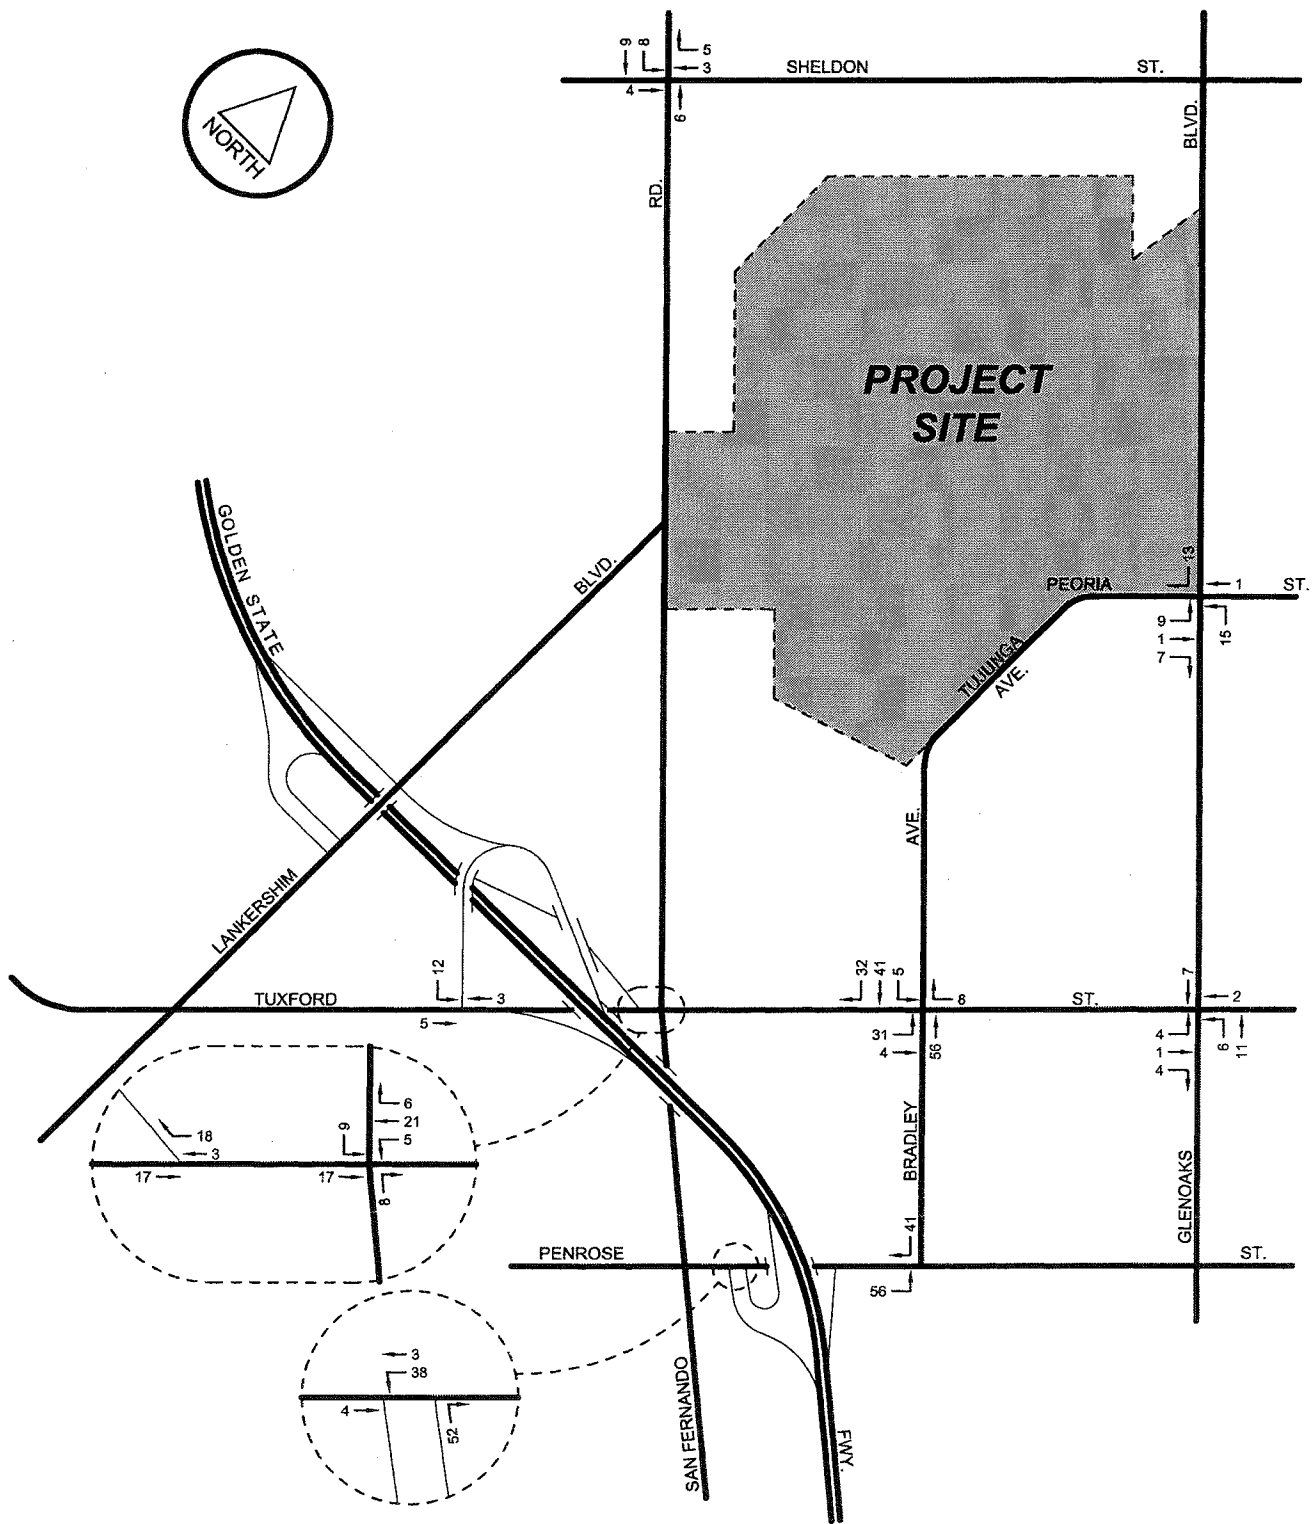 9
8
5
3
SHELDON ST.
4
6
NORTH
RD.
BLVD.
PROJECT
SITE
GOLDEN STATE
BLVD.
13
PEORIA ST.
1
9
1
7
15
TUJUNGA
AVE.
AVE.
LANKERSHIM
12
3
TUXFORD ST.
5
32
41
5
8
31
4
56
7
2
4
1
4
6
11
BRADLEY
GLENOAKS
18
3
17
9
6
21
5
17
8
41
PENROSE ST.
56
3
38
4
52
SAN FERNANDO
FWY.